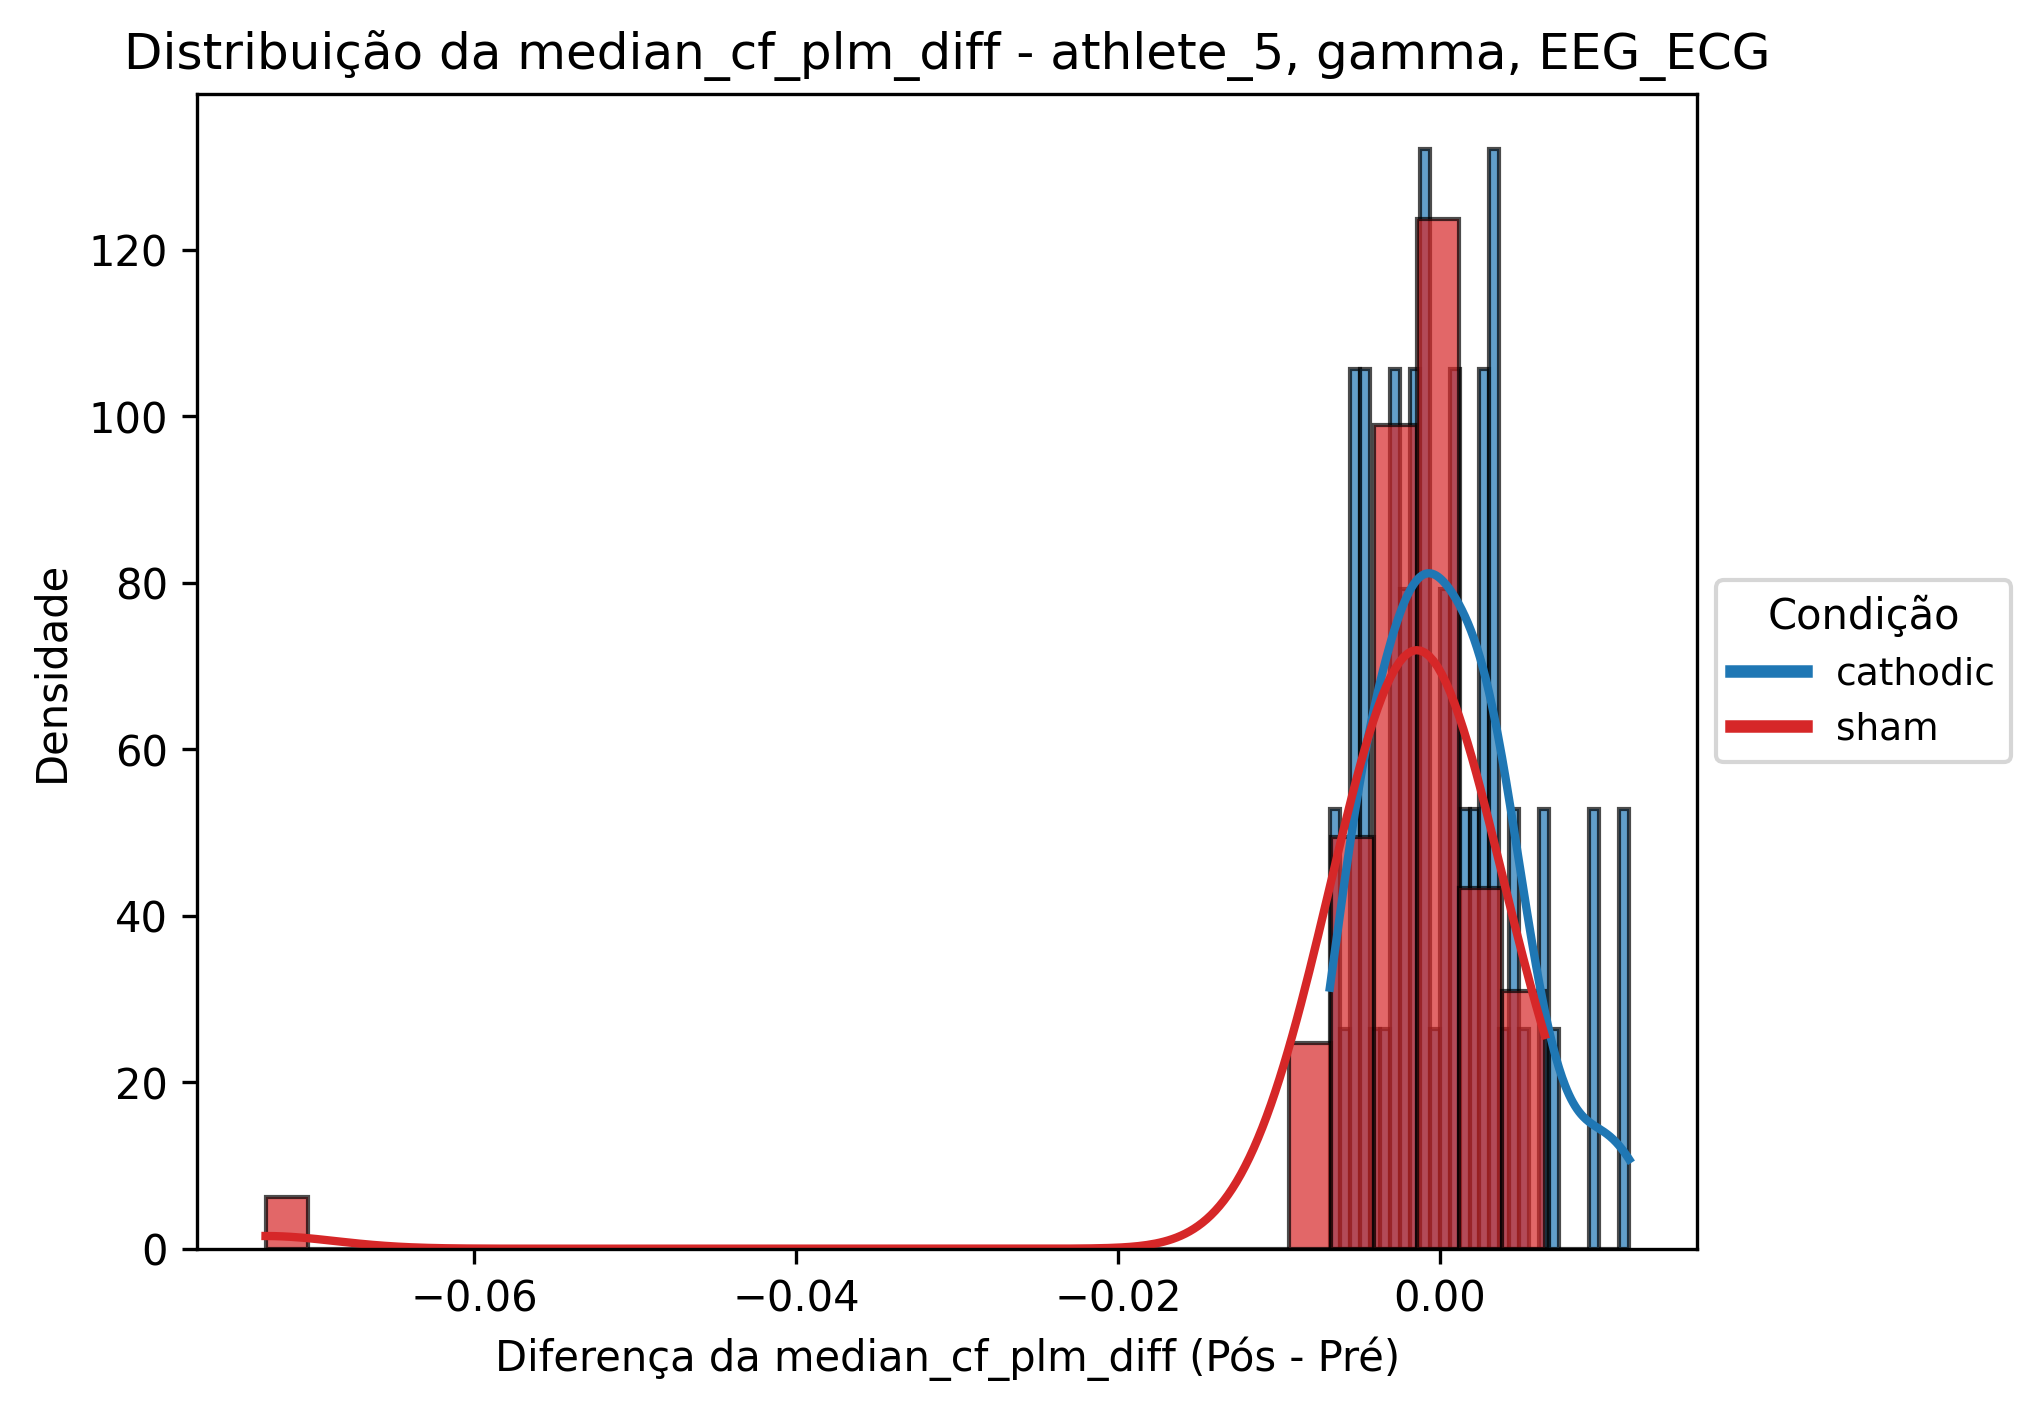 Distribuição da median_cf_plm_diff - athlete_5, gamma, EEG_ECG
Densidade
120
100
80
60
40
20
0
−0.06
−0.04
−0.02
0.00
Diferença da median_cf_plm_diff (Pós - Pré)
Condição
cathodic
sham